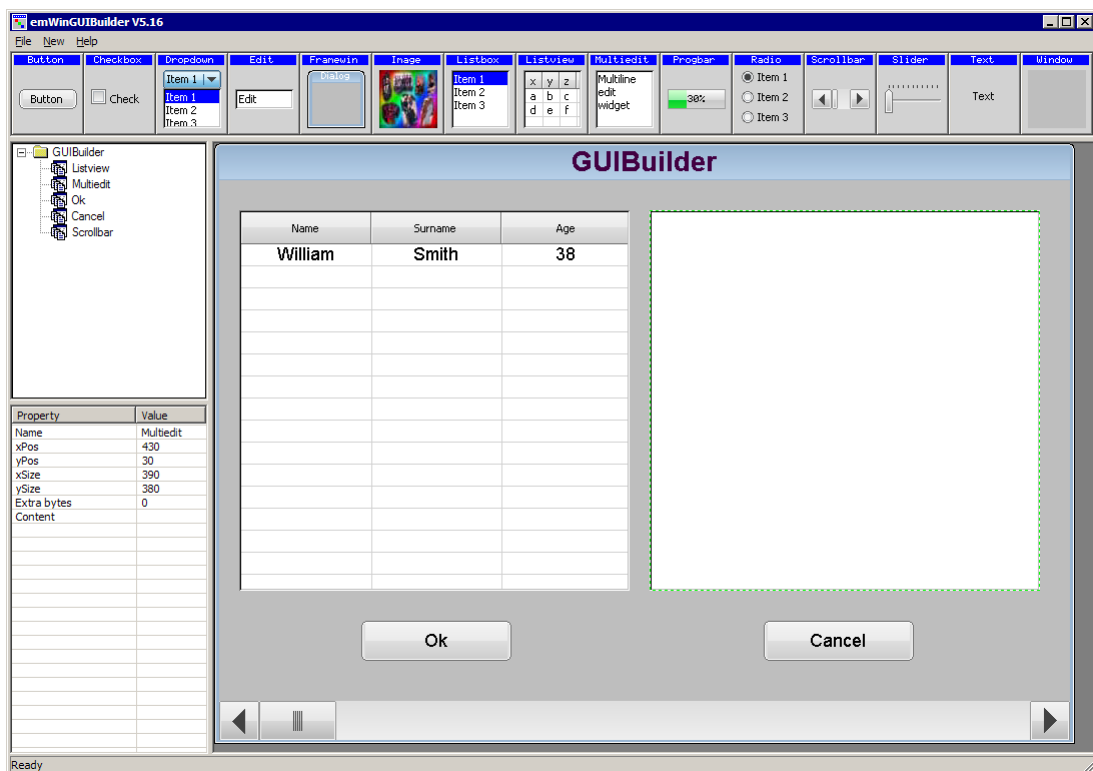 emWinGUIBuilder V5.16
File New Help
Button Checkbox Dropdown Edit Framewin Image Listbox Listview Multiedit Progbar Radio Scrollbar Slider Text Window
Button
Check
Item 1
Item 1
Item 2
Item 3
Edit
Dialog
Item 1
Item 2
Item 3
x y z
a b c
d e f
Multiline
edit
widget
30%
Item 1
Item 2
Item 3
Text
GUIBuilder
Listview
Multiedit
Ok
Cancel
Scrollbar
Property Value
Name Multiedit
xPos 430
yPos 30
xSize 390
ySize 380
Extra bytes 0
Content
GUIBuilder
Name Surname Age
William Smith 38
Ok
Cancel
Ready